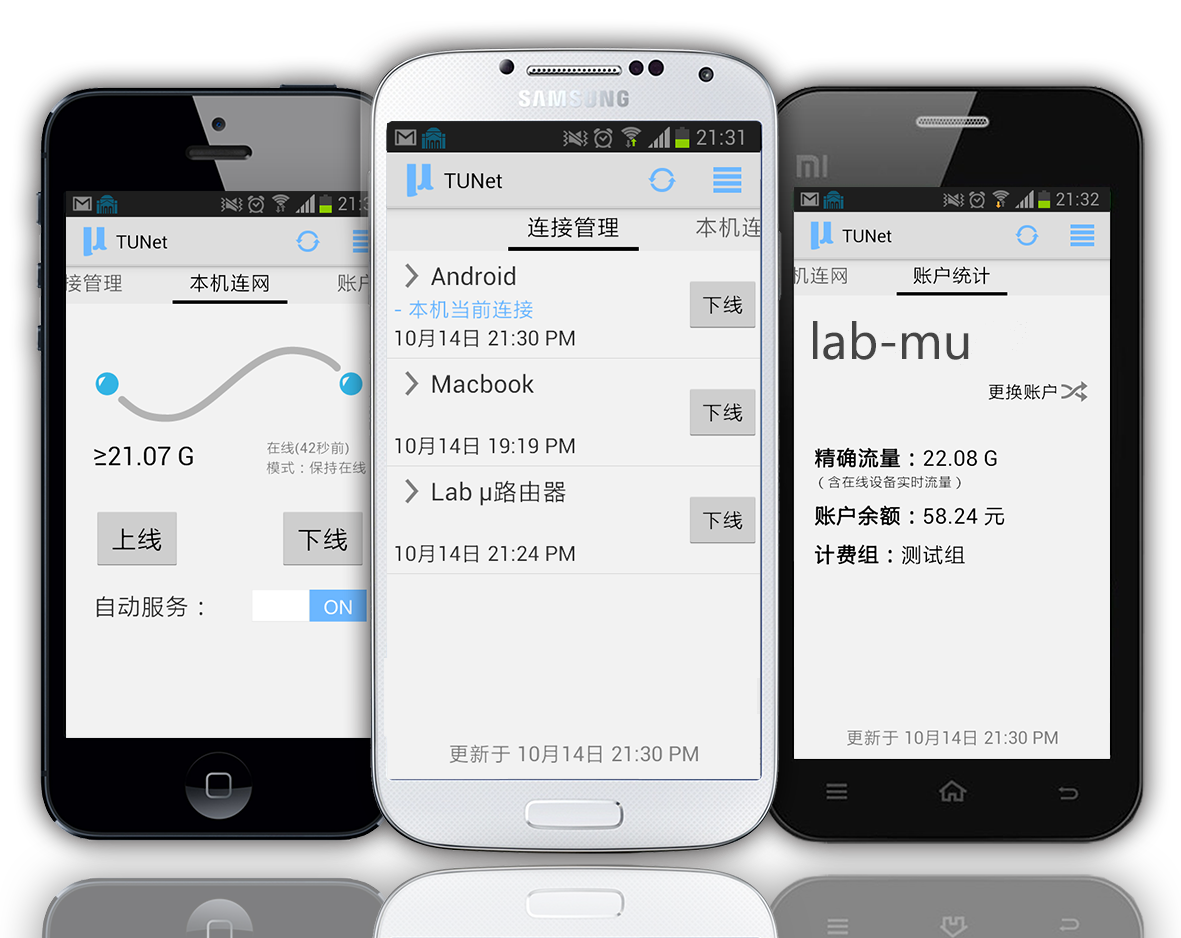 21:3
TUNet
接管理 本机连网 账户
≥21.07 G
在线(42秒前)
模式：保持在线
上线 下线
自动服务： ON
SAMSUNG
21:31
μ TUNet
连接管理 本机连
Android
- 本机当前连接
10月14日 21:30 PM
下线
Macbook
10月14日 19:19 PM
下线
Lab μ路由器
10月14日 21:24 PM
下线
更新于 10月14日 21:30 PM
mi
21:32
μ TUNet
机连网 账户统计
lab-mu
更换账户
精确流量：22.08 G
（含在线设备实时流量）
账户余额：58.24 元
计费组：测试组
更新于 10月14日 21:30 PM